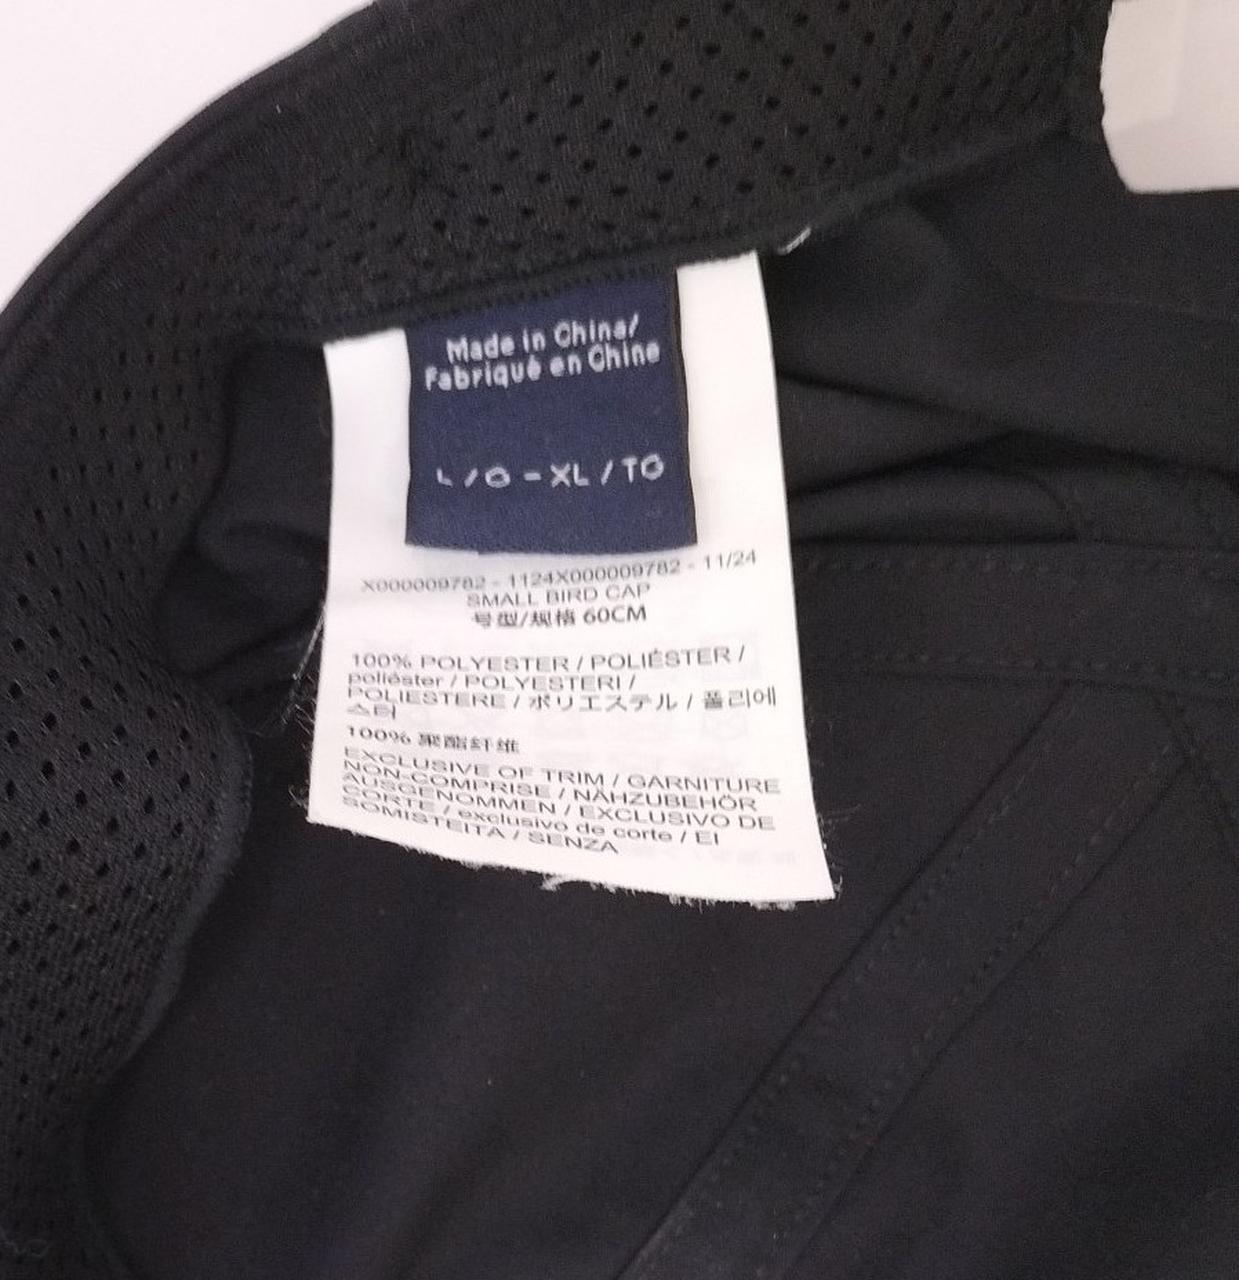 Made in China/
Fabriqué en Chine
L / G - XL / TG
X000009782 - 1124X000009782 - 11/24
SMALL BIRD CAP
号型/规格 60CM
100% POLYESTER / POLIÉSTER /
poliéster / POLYESTERI /
POLIESTERE / ポリエステル / 폴리에
스터
100% 聚酯纤维
EXCLUSIVE OF TRIM / GARNITURE
NON-COMPRISE / NÄHZUBEHÖR
AUSGENOMMEN / EXCLUSIVO DE
CORTE / exclusivo de corte / EI
SOMISTEITA / SENZA